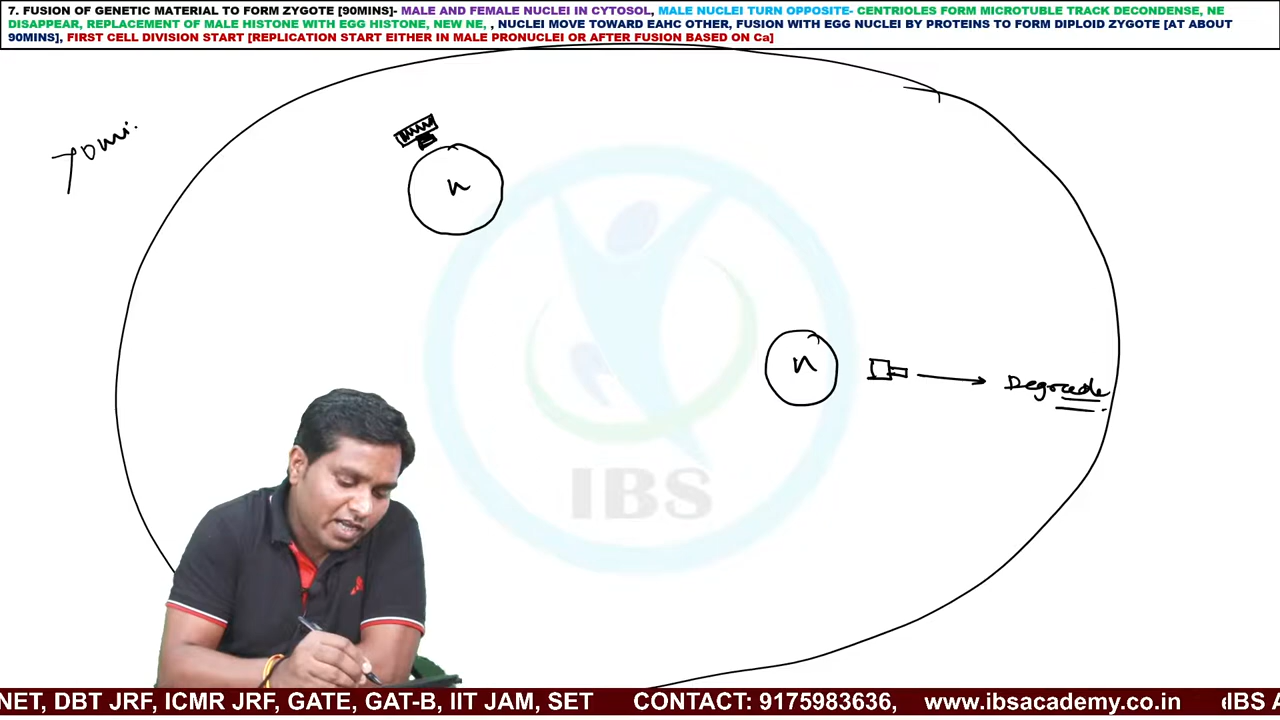 7. FUSION OF GENETIC MATERIAL TO FORM ZYGOTE [90MINS]- MALE AND FEMALE NUCLEI IN CYTOSOL, MALE NUCLEI TURN OPPOSITE- CENTRIOLES FORM MICROTUBLE TRACK DECONDENSE, NE
DISAPPEAR, REPLACEMENT OF MALE HISTONE WITH EGG HISTONE, NEW NE, , NUCLEI MOVE TOWARD EAHC OTHER, FUSION WITH EGG NUCLEI BY PROTEINS TO FORM DIPLOID ZYGOTE [AT ABOUT
90MINS], FIRST CELL DIVISION START [REPLICATION START EITHER IN MALE PRONUCLEI OR AFTER FUSION BASED ON Ca]
n
n
Degrade
IBS
NET, DBT JRF, ICMR JRF, GATE, GAT-B, IIT JAM, SET CONTACT: 9175983636, www.ibsacademy.co.in IBS